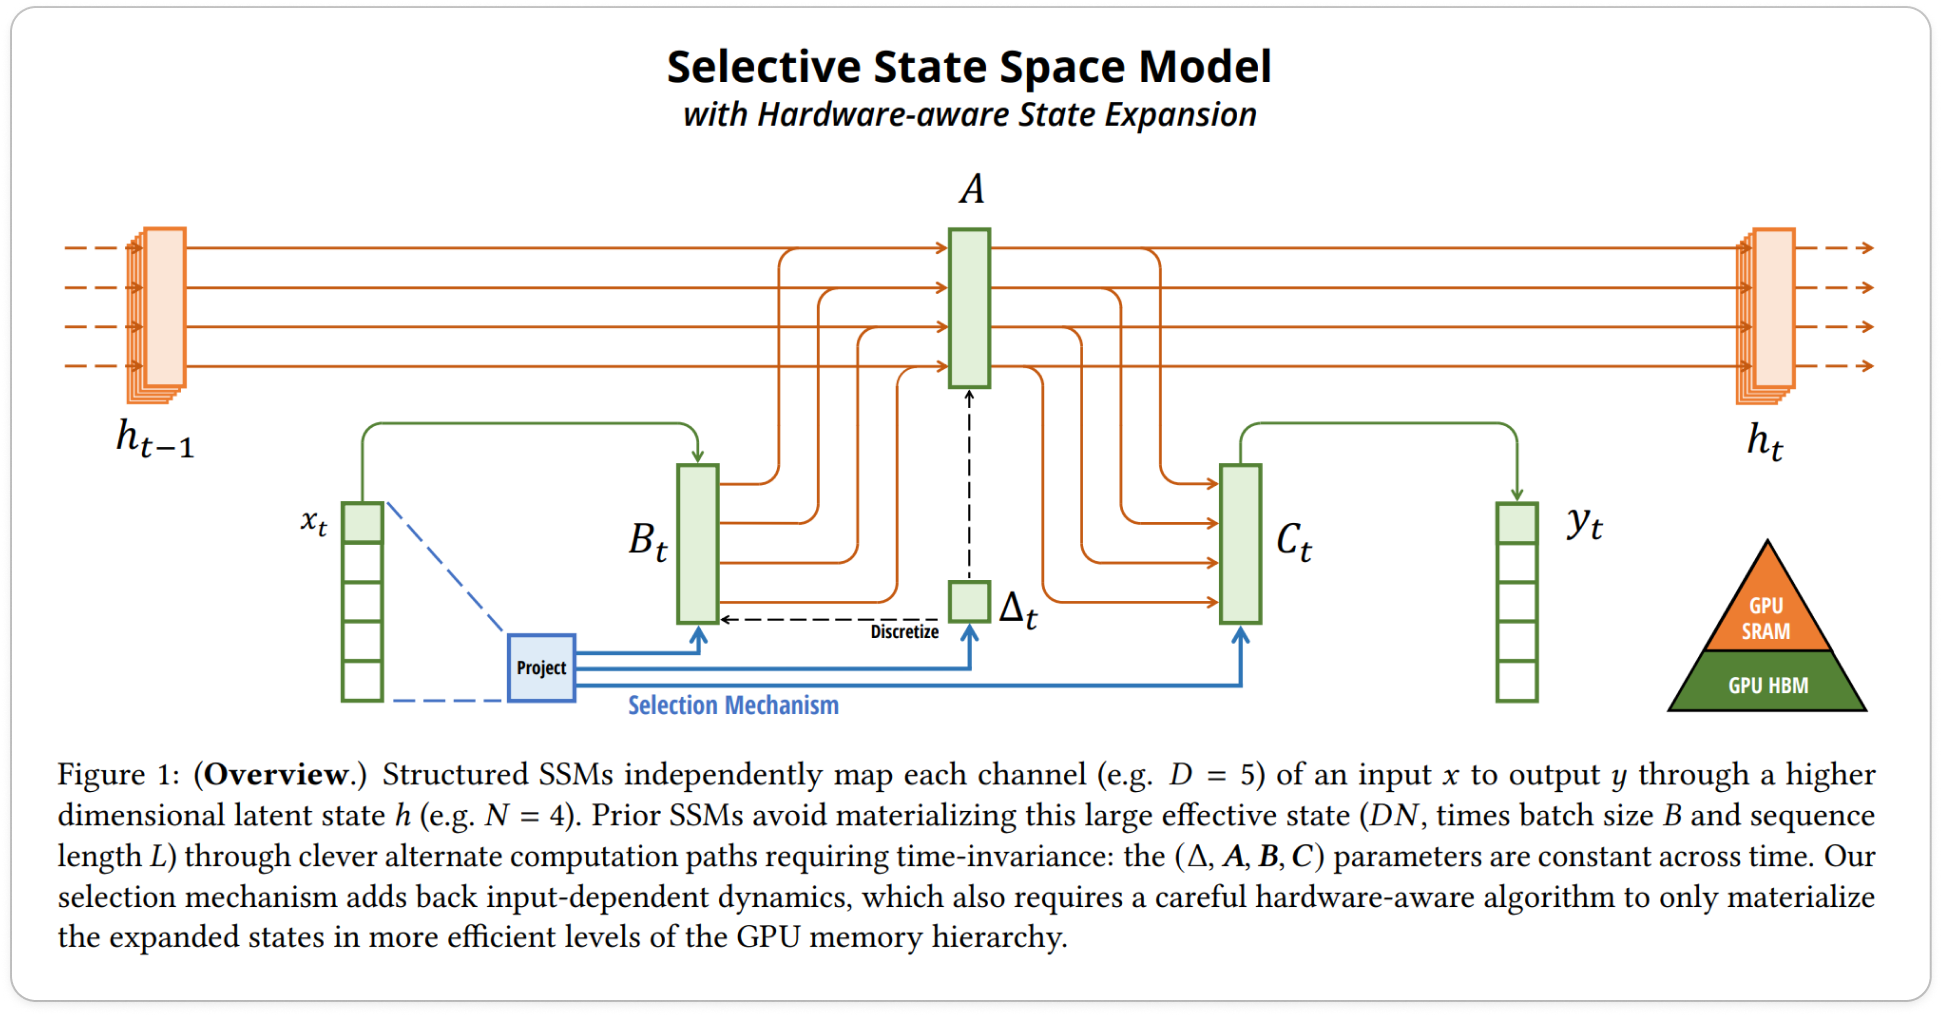 Selective State Space Model
with Hardware-aware State Expansion
A
h_{t−1}
h_t
x_t
B_t
Δ_t
C_t
y_t
Discretize
Project
Selection Mechanism
GPU
SRAM
GPU HBM
Figure 1: (Overview.) Structured SSMs independently map each channel (e.g. D = 5) of an input x to output y through a higher
dimensional latent state h (e.g. N = 4). Prior SSMs avoid materializing this large effective state (DN, times batch size B and sequence
length L) through clever alternate computation paths requiring time-invariance: the (Δ, A, B, C) parameters are constant across time. Our
selection mechanism adds back input-dependent dynamics, which also requires a careful hardware-aware algorithm to only materialize
the expanded states in more efficient levels of the GPU memory hierarchy.